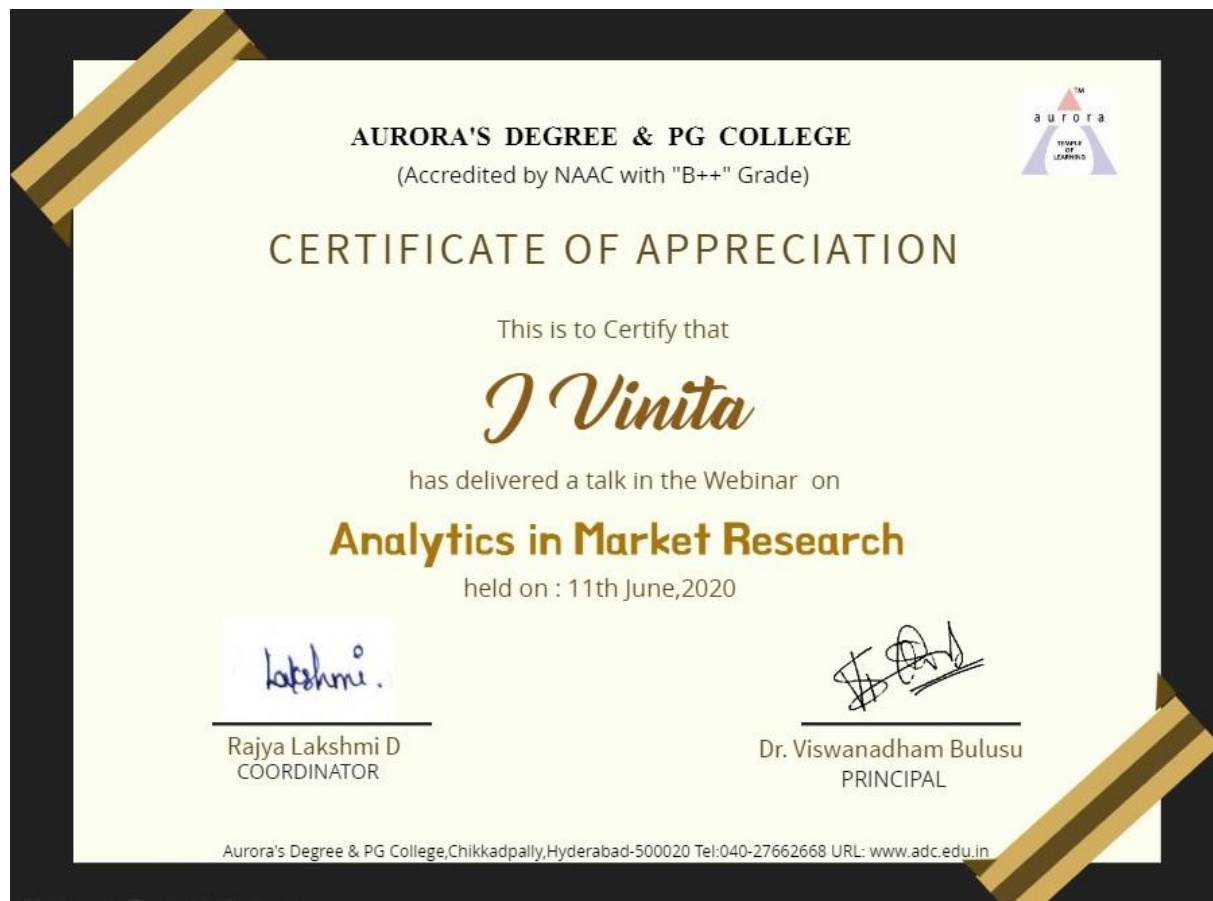 AURORA'S DEGREE & PG COLLEGE
(Accredited by NAAC with "B++" Grade)
TM
aurora
TEMPLE
OF
LEARNING
CERTIFICATE OF APPRECIATION
This is to Certify that
J Vinita
has delivered a talk in the Webinar on
Analytics in Market Research
held on : 11th June,2020
Lakshmi.
Rajya Lakshmi D
COORDINATOR
Dr. Viswanadham Bulusu
PRINCIPAL
Aurora's Degree & PG College,Chikkadpally,Hyderabad-500020 Tel:040-27662668 URL: www.adc.edu.in